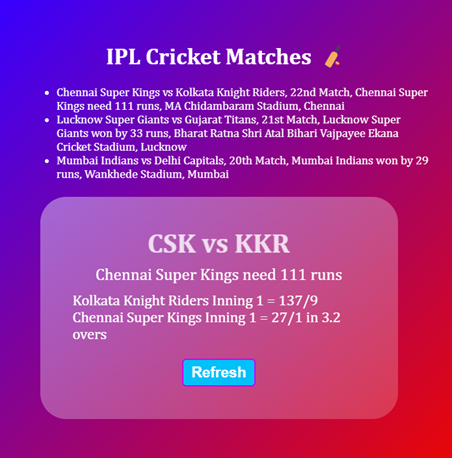 IPL Cricket Matches
• Chennai Super Kings vs Kolkata Knight Riders, 22nd Match, Chennai Super
Kings need 111 runs, MA Chidambaram Stadium, Chennai
• Lucknow Super Giants vs Gujarat Titans, 21st Match, Lucknow Super
Giants won by 33 runs, Bharat Ratna Shri Atal Bihari Vajpayee Ekana
Cricket Stadium, Lucknow
• Mumbai Indians vs Delhi Capitals, 20th Match, Mumbai Indians won by 29
runs, Wankhede Stadium, Mumbai
CSK vs KKR
Chennai Super Kings need 111 runs
Kolkata Knight Riders Inning 1 = 137/9
Chennai Super Kings Inning 1 = 27/1 in 3.2
overs
Refresh